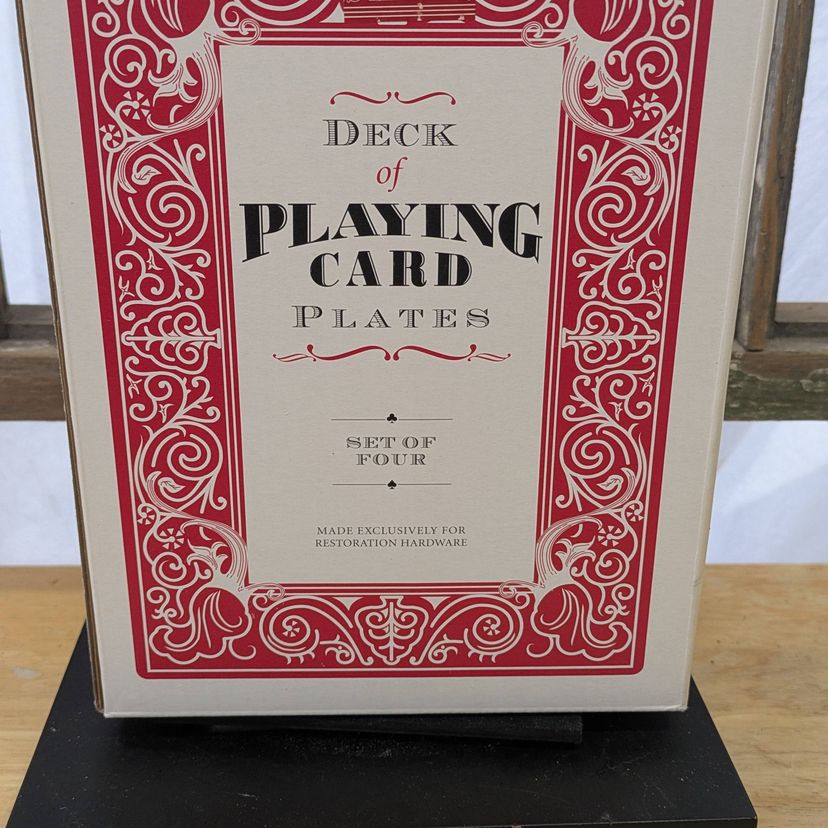 DECK
of
PLAYING
CARD
PLATES
SET OF
FOUR
MADE EXCLUSIVELY FOR
RESTORATION HARDWARE